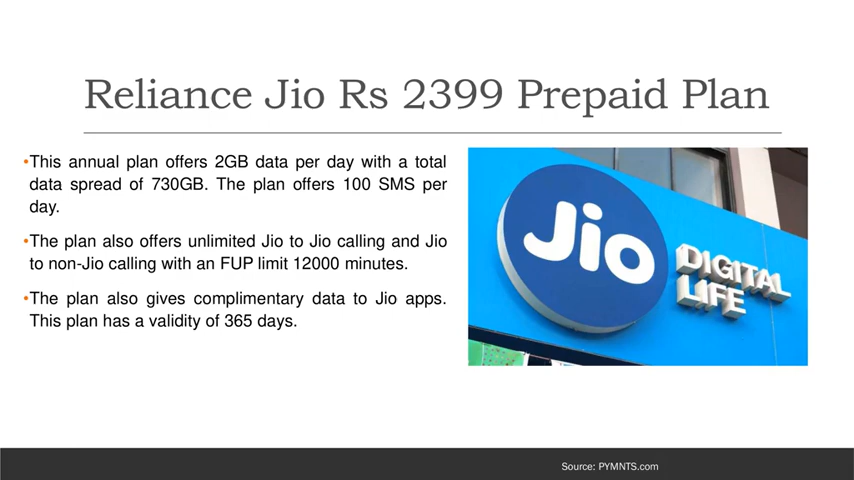 Reliance Jio Rs 2399 Prepaid Plan
•This annual plan offers 2GB data per day with a total
data spread of 730GB. The plan offers 100 SMS per
day.
•The plan also offers unlimited Jio to Jio calling and Jio
to non-Jio calling with an FUP limit 12000 minutes.
•The plan also gives complimentary data to Jio apps.
This plan has a validity of 365 days.
Jio
DIGITAL
LIFE
Source: PYMNTS.com